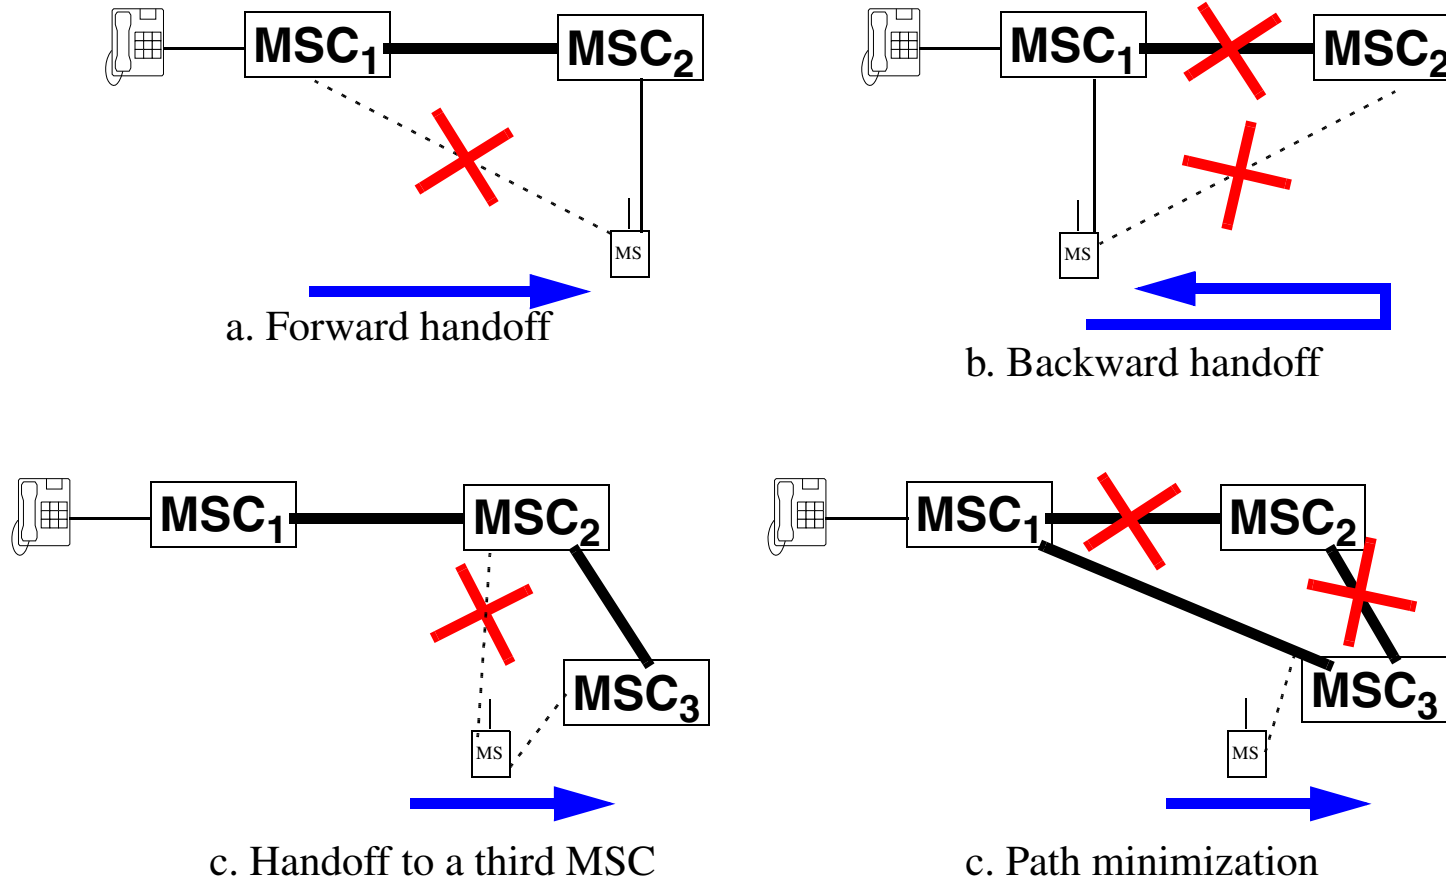 MSC1 MSC2
MS
a. Forward handoff
MSC1 MSC2
MS
b. Backward handoff
MSC1 MSC2
MSC3
MS
c. Handoff to a third MSC
MSC1 MSC2
MSC3
MS
c. Path minimization